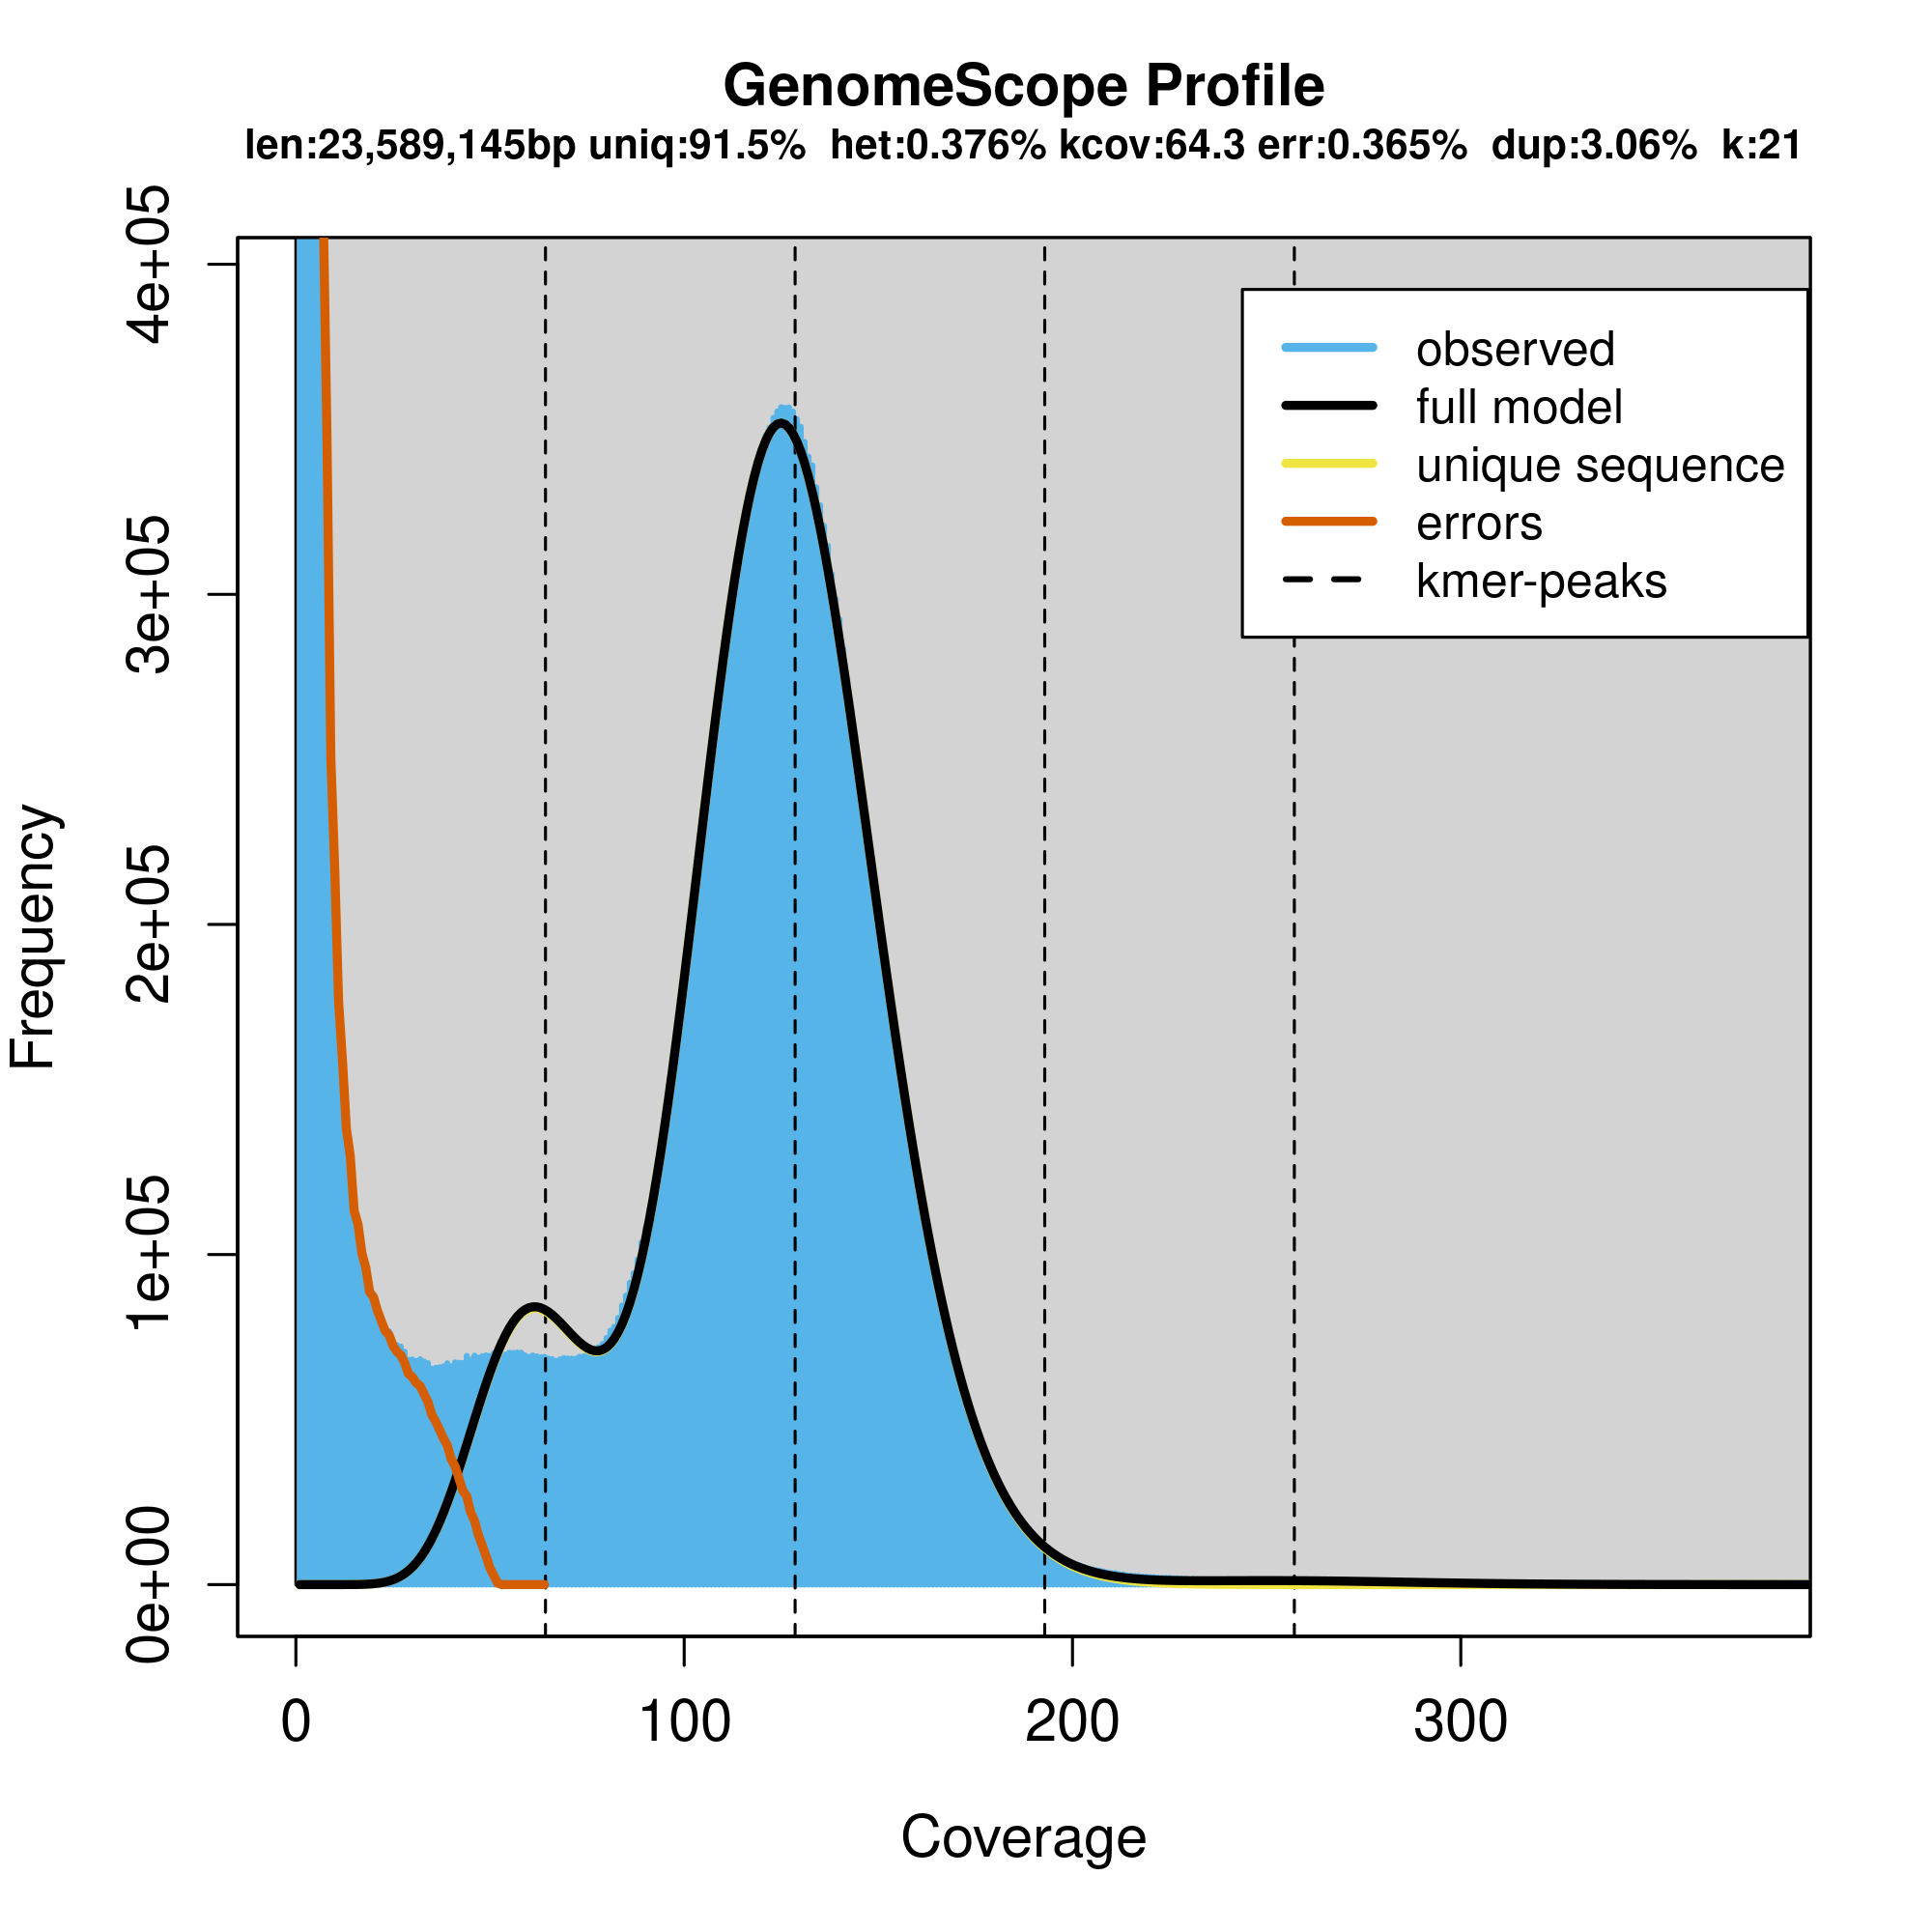 GenomeScope Profile
len:23,589,145bp uniq:91.5% het:0.376% kcov:64.3 err:0.365% dup:3.06% k:21
Frequency
4e+05
3e+05
2e+05
1e+05
0e+00
observed
full model
unique sequence
errors
kmer-peaks
0 100 200 300
Coverage